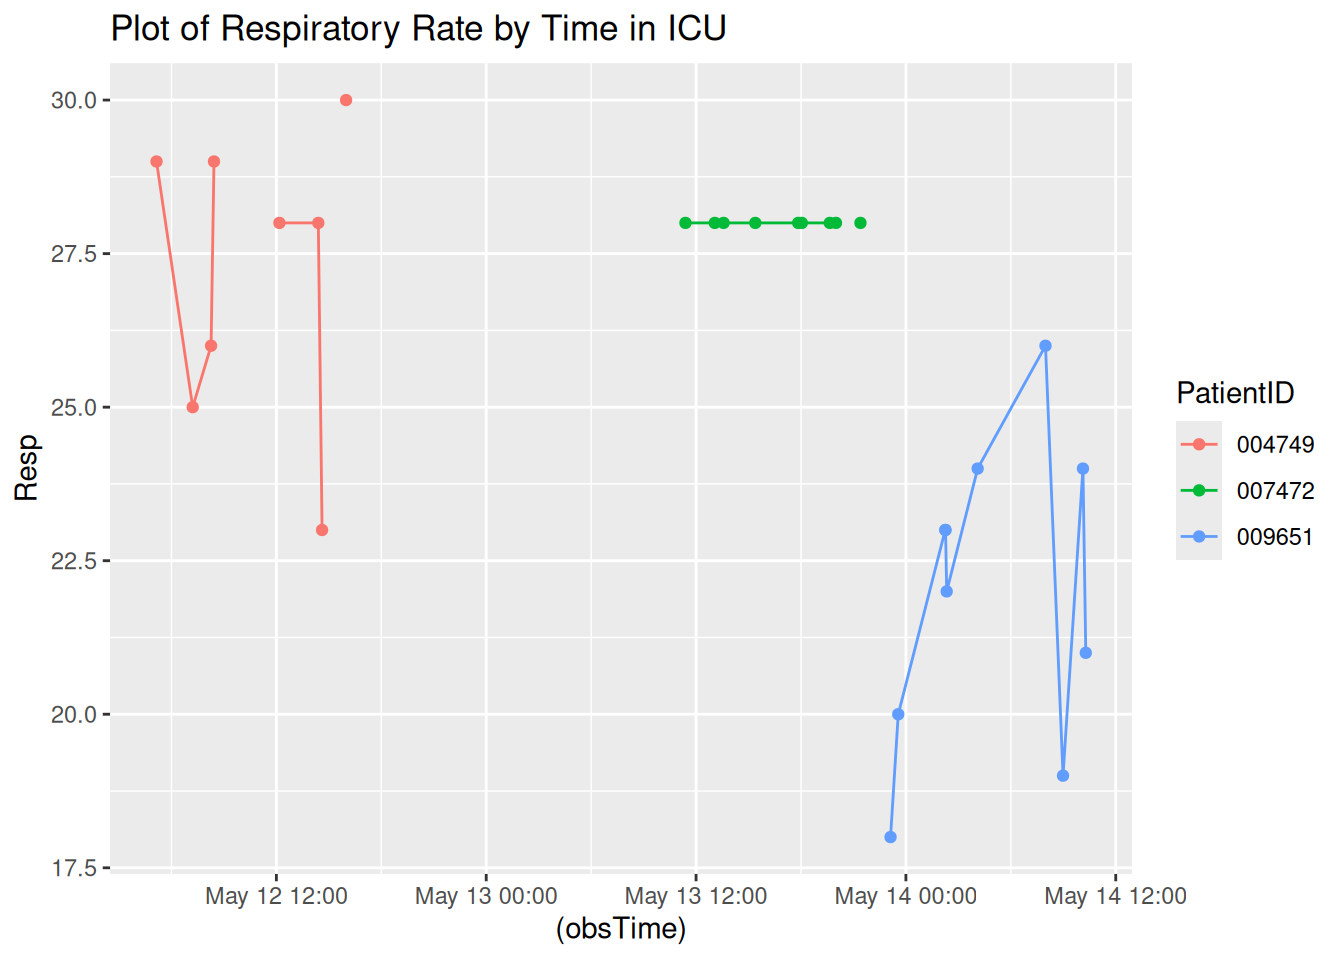 Plot of Respiratory Rate by Time in ICU
30.0
27.5
25.0
22.5
20.0
17.5
Resp
May 12 12:00
May 13 00:00
May 13 12:00
May 14 00:00
May 14 12:00
(obsTime)
PatientID
004749
007472
009651